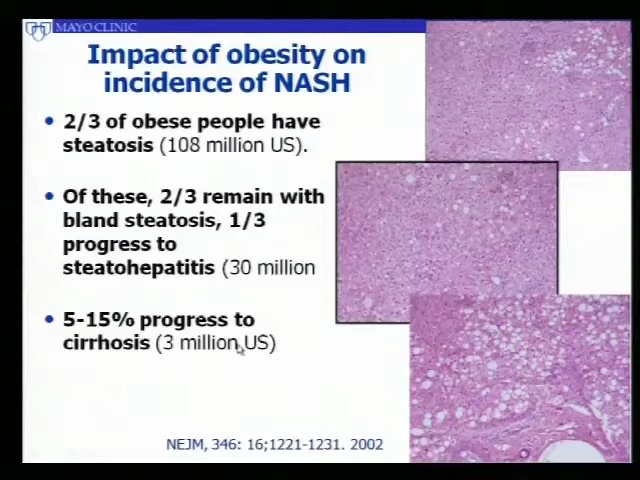 MAYO CLINIC
Impact of obesity on
incidence of NASH
• 2/3 of obese people have
steatosis (108 million US).
• Of these, 2/3 remain with
bland steatosis, 1/3
progress to
steatohepatitis (30 million
• 5-15% progress to
cirrhosis (3 million US)
NEJM, 346: 16;1221-1231. 2002